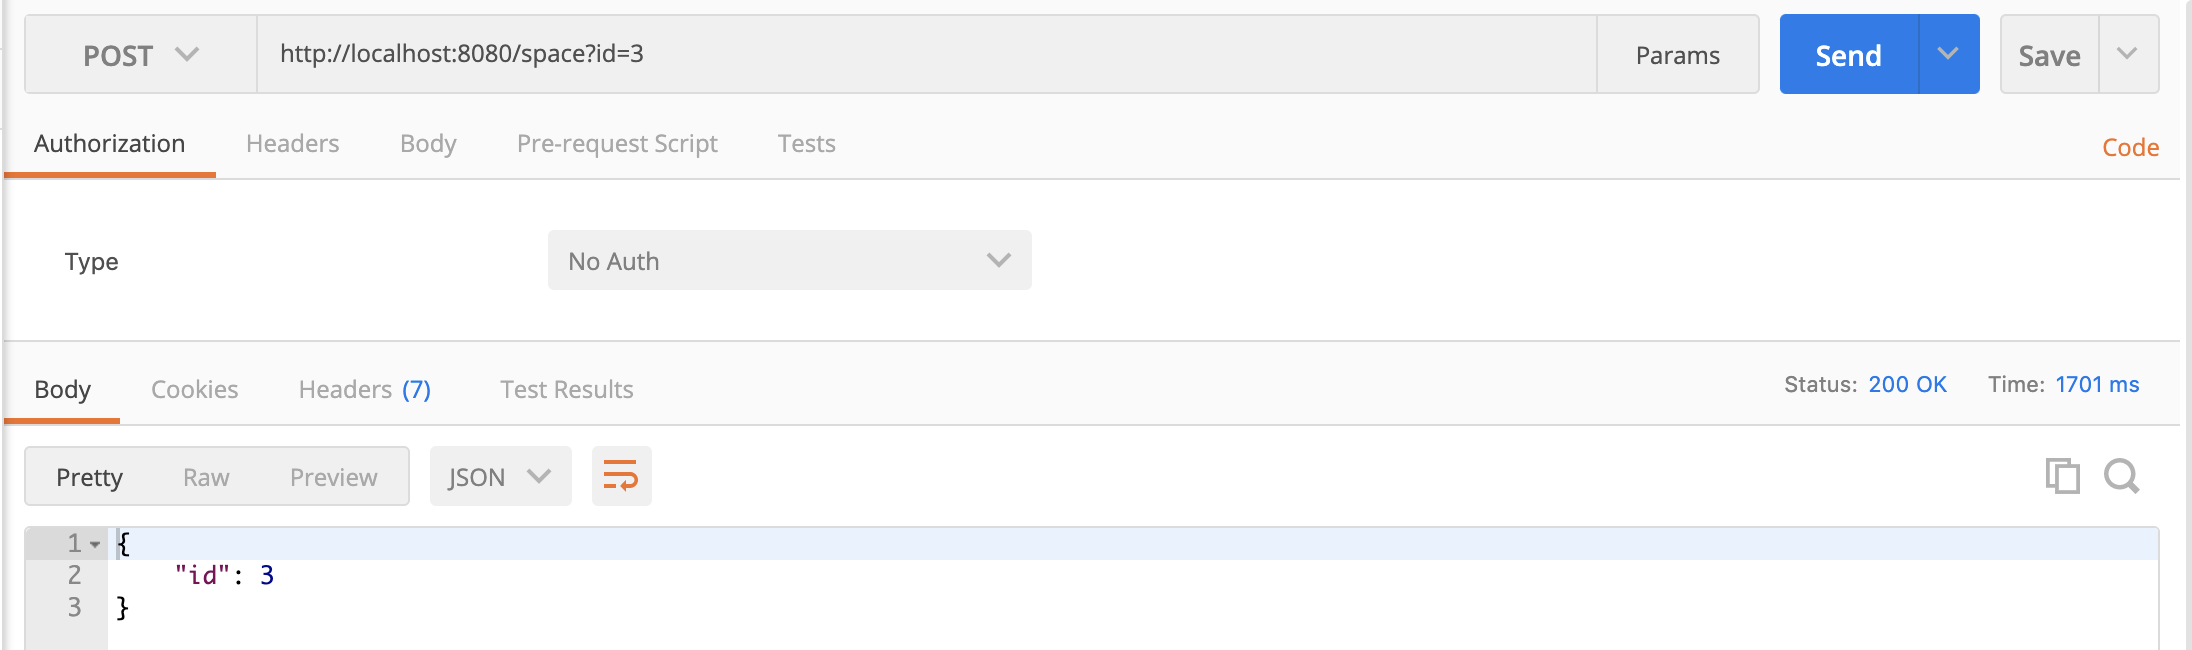 POST http://localhost:8080/space?id=3 Params Send Save
Authorization Headers Body Pre-request Script Tests Code
Type No Auth
Body Cookies Headers (7) Test Results Status: 200 OK Time: 1701 ms
Pretty Raw Preview JSON
1 {
2 "id": 3
3 }